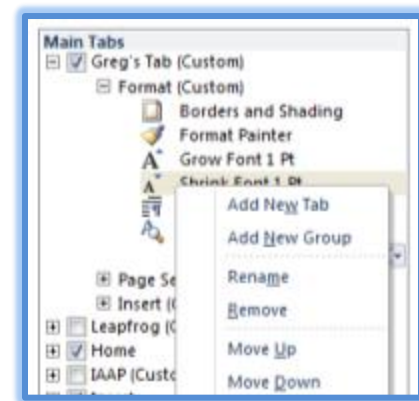 Main Tabs
Greg's Tab (Custom)
Format (Custom)
Borders and Shading
Format Painter
Grow Font 1 Pt
Shrink Font 1 Pt
Add New Tab
Add New Group
Page Se
Rename
Insert (C
Remove
Leapfrog (C
Home
Move Up
IAAP (Custo
Move Down